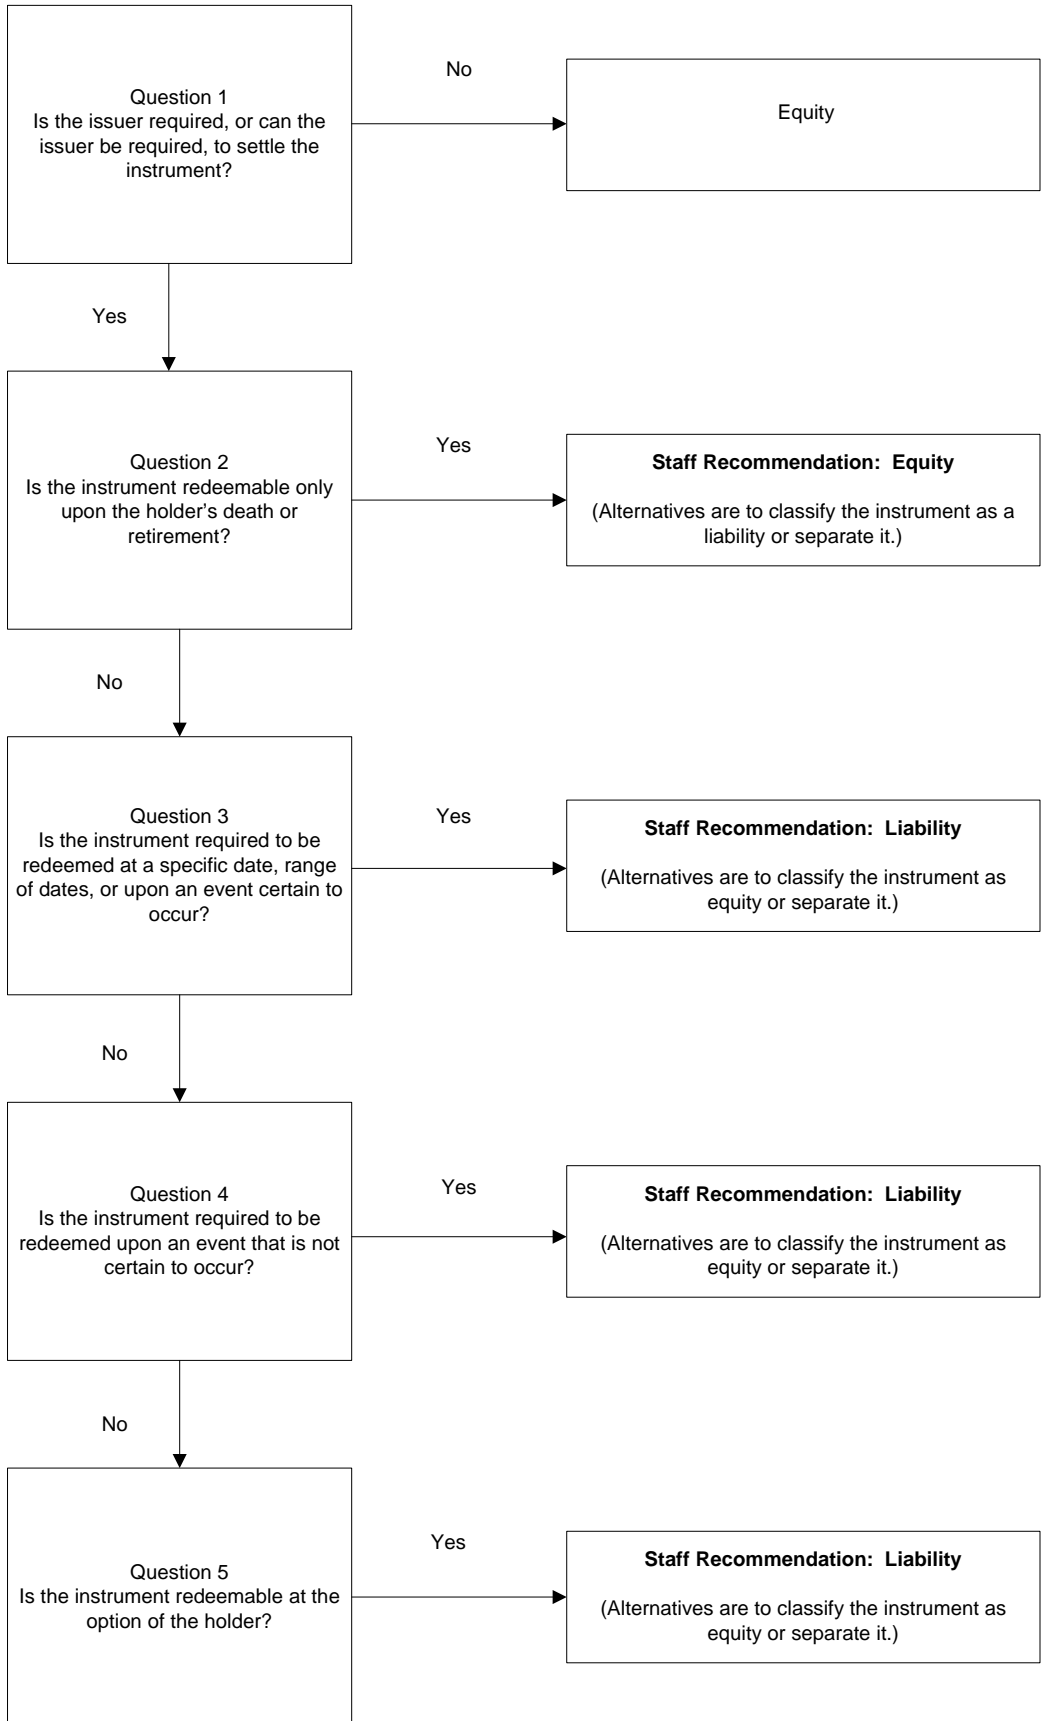 Question 1
Is the issuer required, or can the
issuer be required, to settle the
instrument?
No
Equity
Yes
Question 2
Is the instrument redeemable only
upon the holder's death or
retirement?
Yes
Staff Recommendation:  Equity
(Alternatives are to classify the instrument as a
liability or separate it.)
No
Question 3
Is the instrument required to be
redeemed at a specific date, range
of dates, or upon an event certain to
occur?
Yes
Staff Recommendation:  Liability
(Alternatives are to classify the instrument as
equity or separate it.)
No
Question 4
Is the instrument required to be
redeemed upon an event that is not
certain to occur?
Yes
Staff Recommendation:  Liability
(Alternatives are to classify the instrument as
equity or separate it.)
No
Question 5
Is the instrument redeemable at the
option of the holder?
Yes
Staff Recommendation:  Liability
(Alternatives are to classify the instrument as
equity or separate it.)